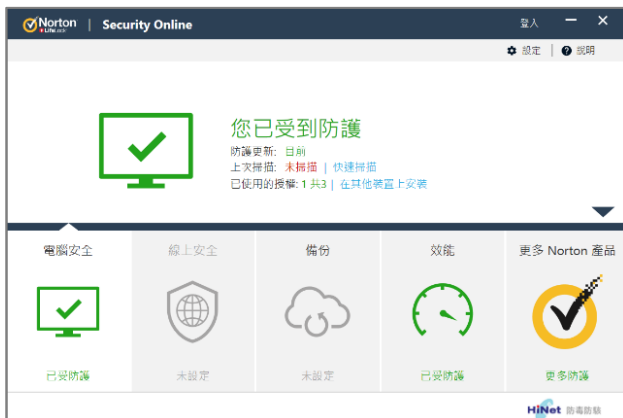 Norton LifeLock | Security Online 登入
設定 | 說明
您已受到防護
防護更新: 目前
上次掃描: 未掃描 | 快速掃描
已使用的授權: 1 共3 | 在其他裝置上安裝
電腦安全 線上安全 備份 效能 更多 Norton 產品
已受防護 未設定 未設定 已受防護 更多防護
HiNet 防毒防駭